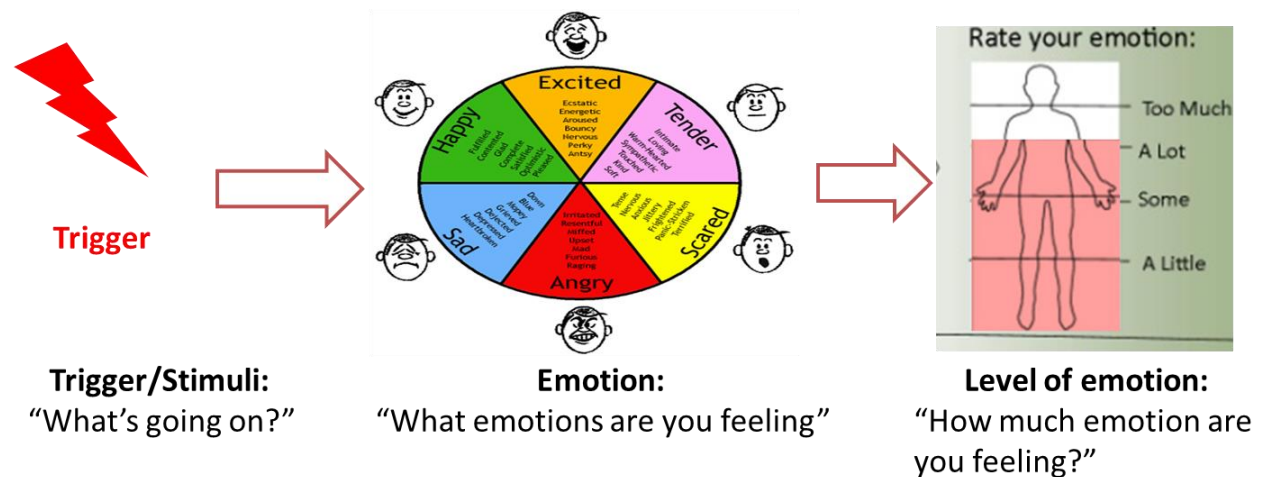 Trigger
Excited
Ecstatic
Energetic
Aroused
Bouncy
Nervous
Perky
Antsy
Tender
Intimate
Loving
Warm-Hearted
Sympathetic
Touched
Kind
Soft
Scared
Tense
Nervous
Anxious
Jittery
Frightened
Panic-Stricken
Terrified
Angry
Irritated
Resentful
Miffed
Upset
Mad
Furious
Raging
Sad
Down
Blue
Mopey
Grieved
Dejected
Depressed
Heartbroken
Happy
Fulfilled
Contented
Glad
Complete
Satisfied
Optimistic
Pleased
Rate your emotion:
Too Much
A Lot
Some
A Little
Trigger/Stimuli:
“What’s going on?”
Emotion:
“What emotions are you feeling”
Level of emotion:
“How much emotion are
you feeling?”